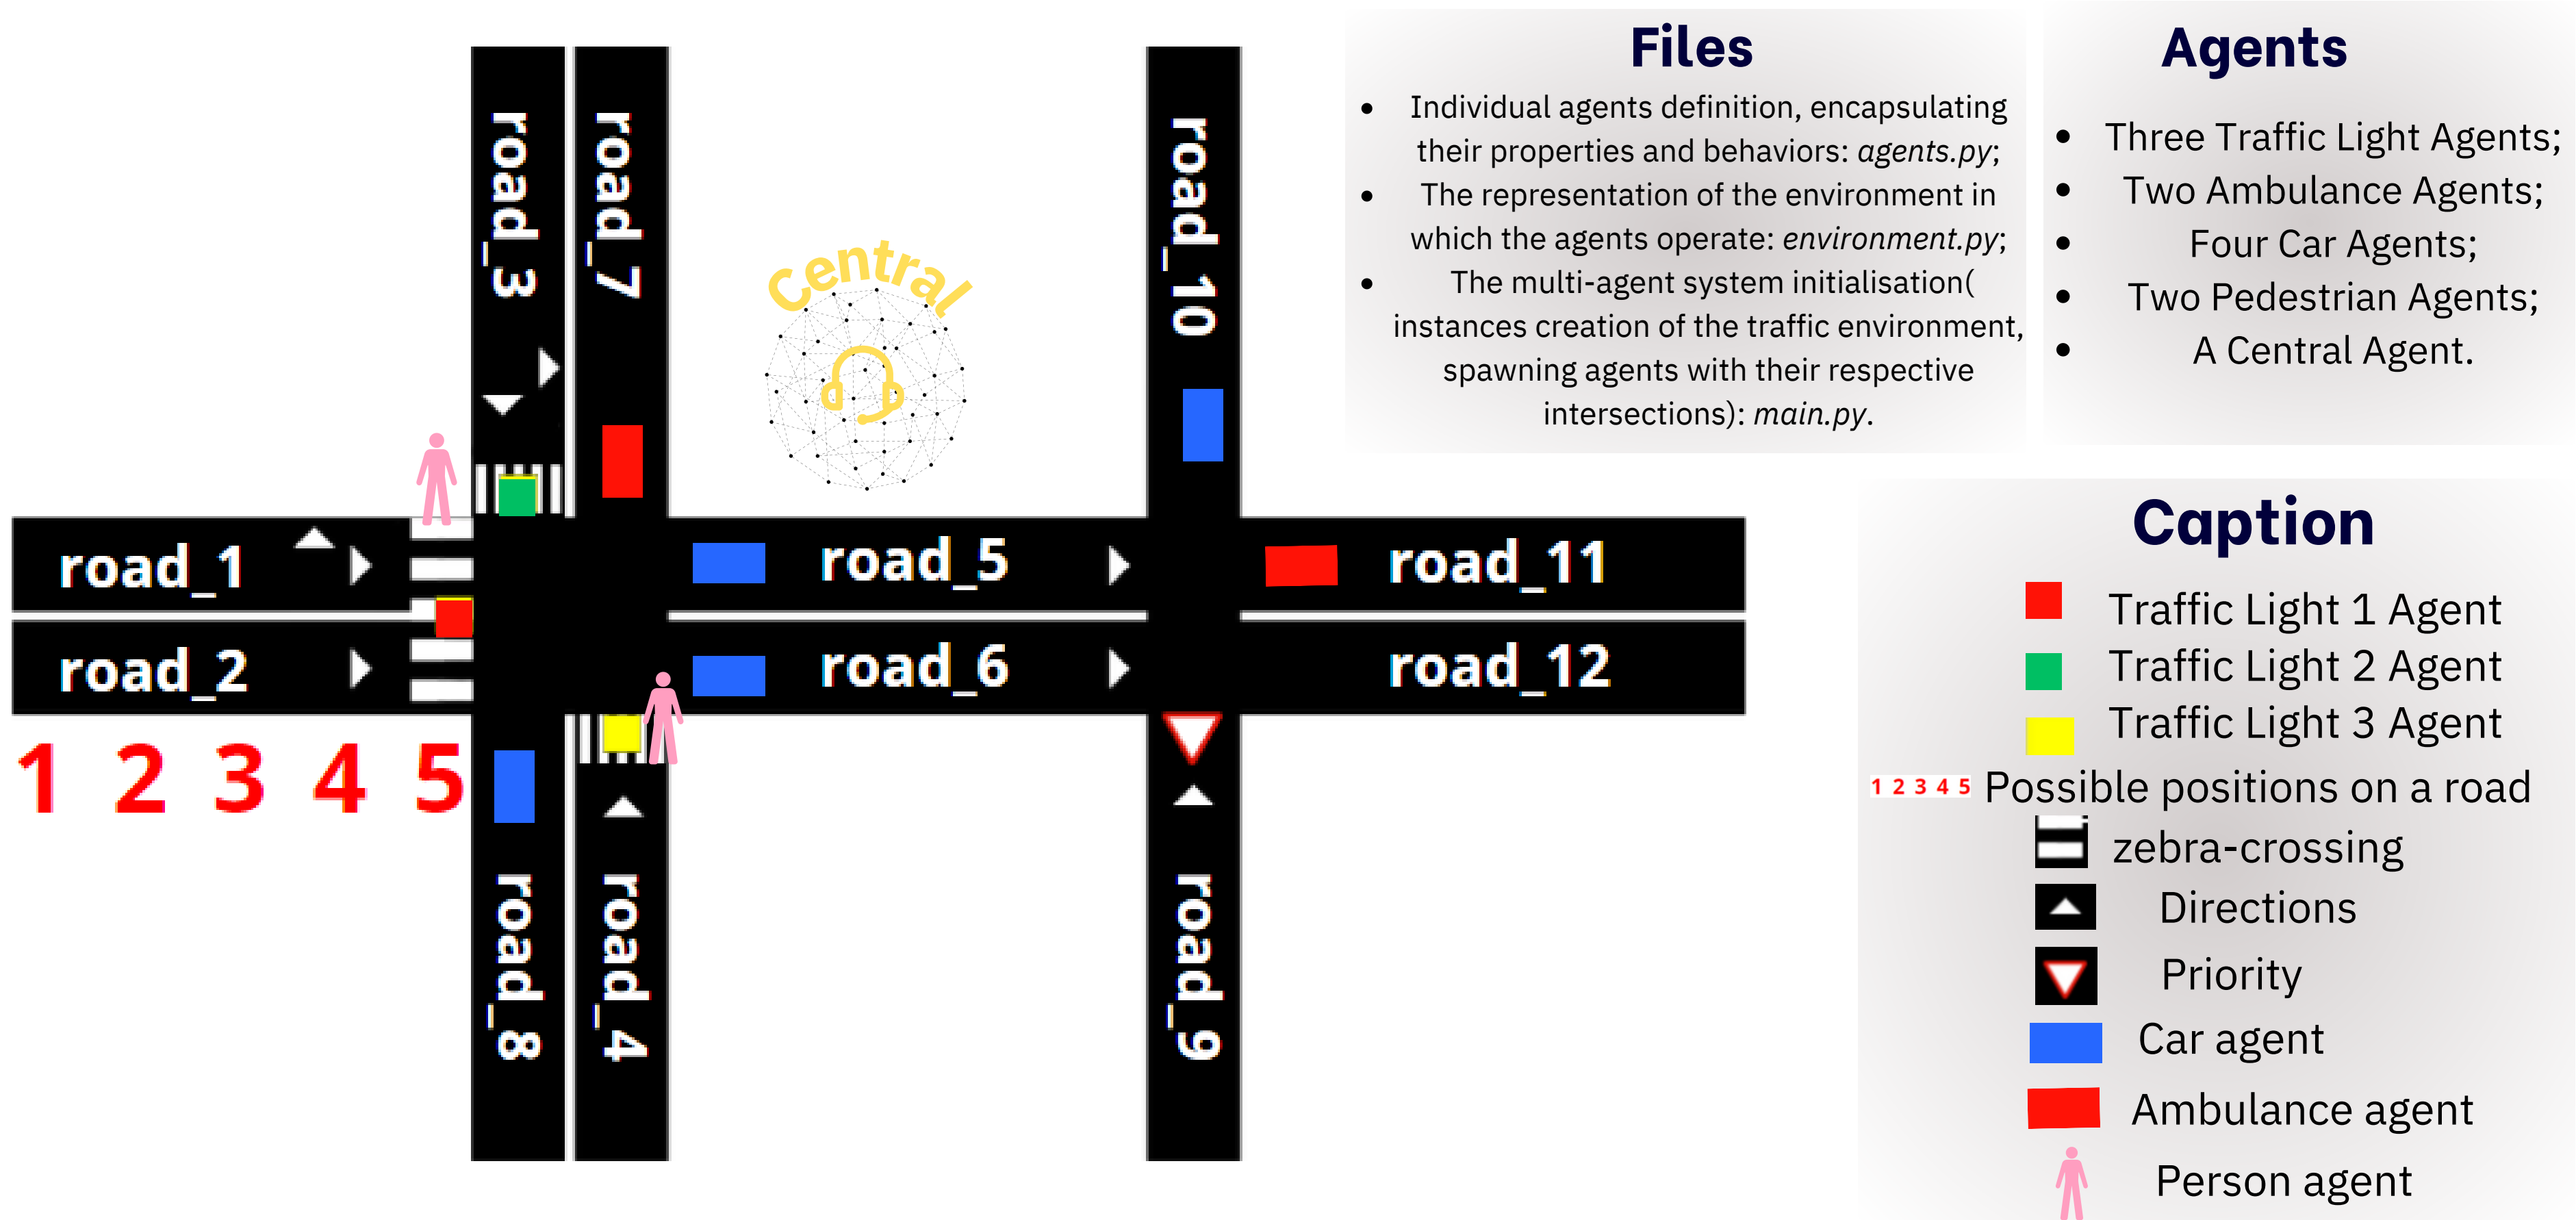 road_3
road_7
road_10
Central
road_1
road_2
road_5
road_6
road_11
road_12
1 2 3 4 5
road_8
road_4
road_9
Files
• Individual agents definition, encapsulating
their properties and behaviors: agents.py;
• The representation of the environment in
which the agents operate: environment.py;
• The multi-agent system initialisation(
instances creation of the traffic environment,
spawning agents with their respective
intersections): main.py.
Agents
• Three Traffic Light Agents;
• Two Ambulance Agents;
• Four Car Agents;
• Two Pedestrian Agents;
• A Central Agent.
Caption
Traffic Light 1 Agent
Traffic Light 2 Agent
Traffic Light 3 Agent
1 2 3 4 5 Possible positions on a road
zebra-crossing
Directions
Priority
Car agent
Ambulance agent
Person agent